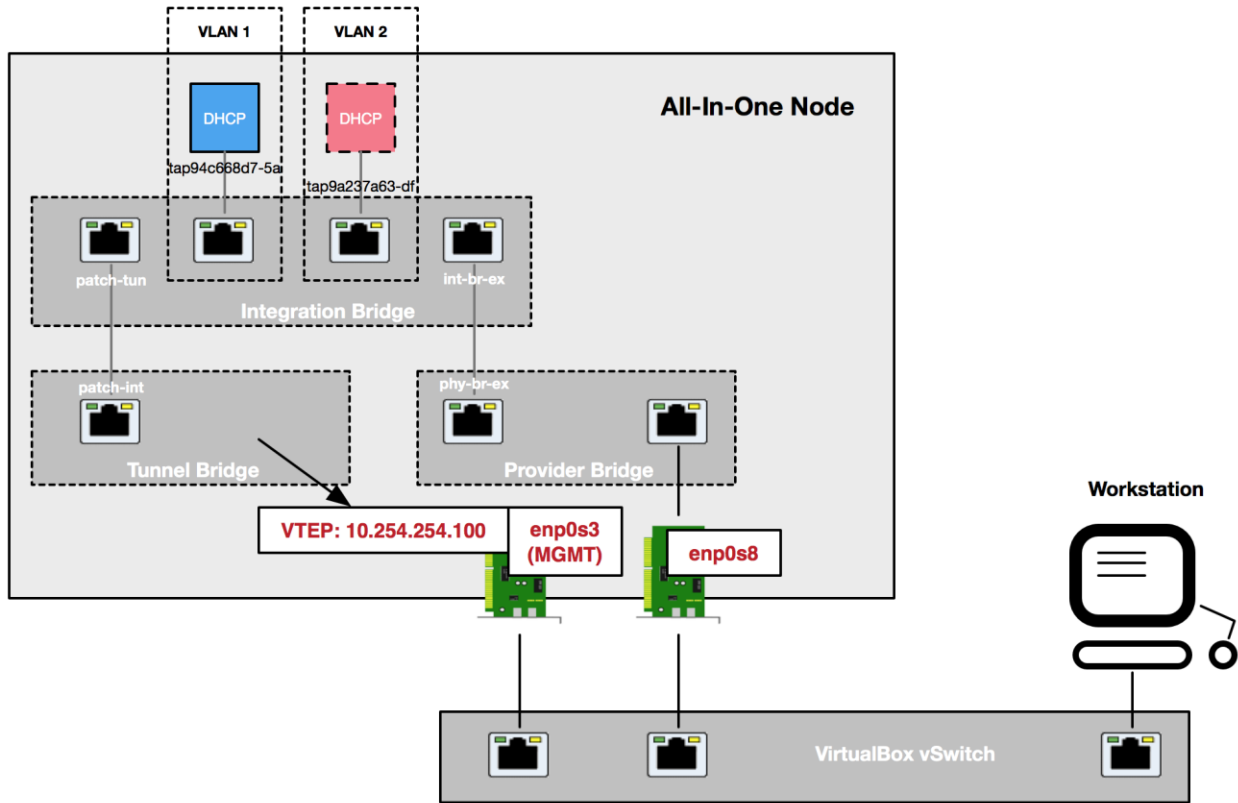 VLAN 1
VLAN 2
All-In-One Node
DHCP
DHCP
tap94c668d7-5a
tap9a237a63-df
patch-tun
int-br-ex
Integration Bridge
patch-int
phy-br-ex
Tunnel Bridge
Provider Bridge
VTEP: 10.254.254.100
enp0s3
(MGMT)
enp0s8
Workstation
VirtualBox vSwitch